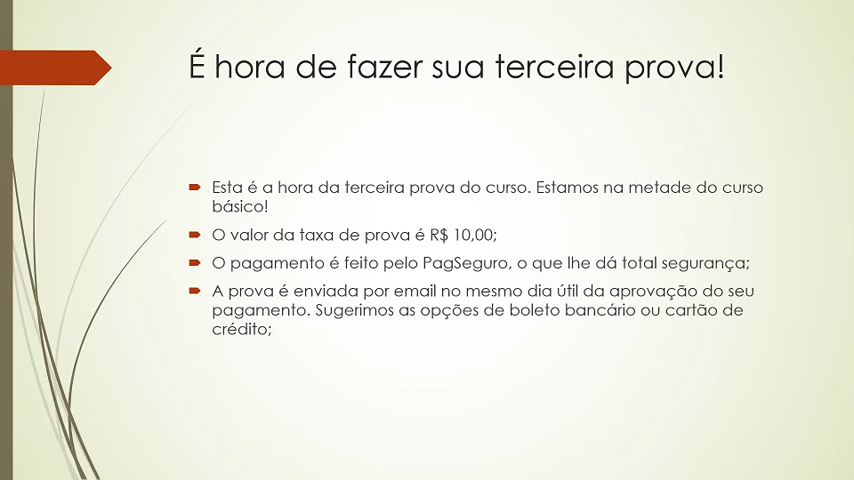 É hora de fazer sua terceira prova!
Esta é a hora da terceira prova do curso. Estamos na metade do curso
básico!
O valor da taxa de prova é R$ 10,00;
O pagamento é feito pelo PagSeguro, o que lhe dá total segurança;
A prova é enviada por email no mesmo dia útil da aprovação do seu
pagamento. Sugerimos as opções de boleto bancário ou cartão de
crédito;